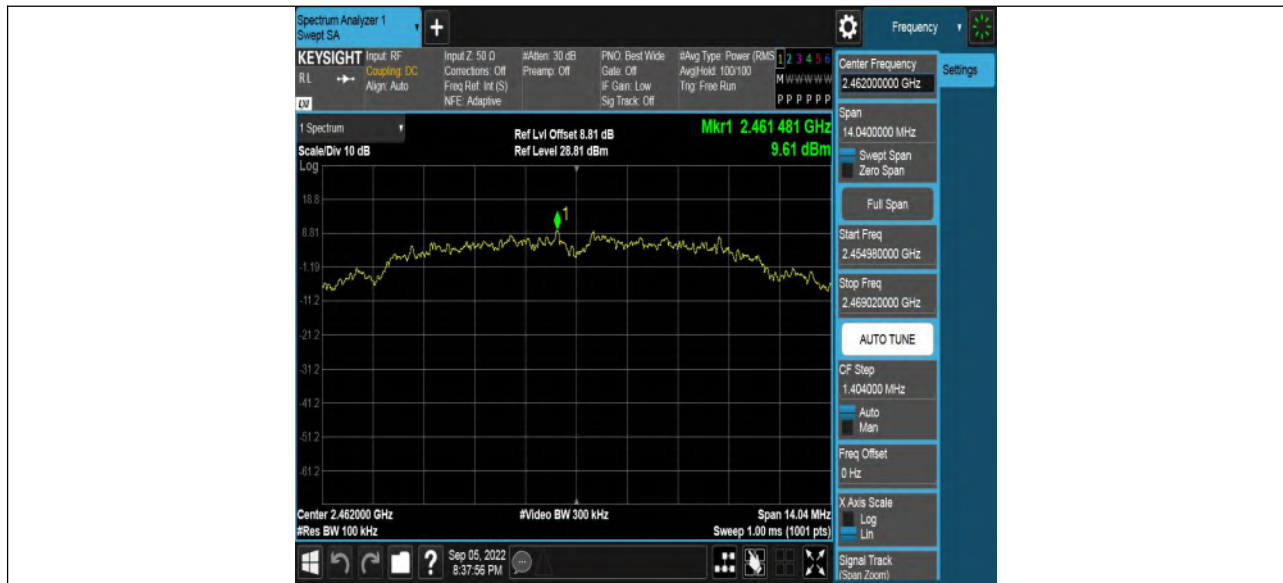 Spectrum Analyzer 1
Swept SA
+
Frequency
KEYSIGHT
RL
LXI
Input: RF
Coupling: DC
Align: Auto
Input Z: 50 Ω
Corrections: Off
Freq Ref: Int (S)
NFE: Adaptive
#Atten: 30 dB
Preamp: Off
PNO: Best Wide
Gate: Off
IF Gain: Low
Sig Track: Off
#Avg Type: Power (RMS
Avg|Hold: 100/100
Trig: Free Run
1 2 3 4 5 6
M W W W W W
P P P P P P
1 Spectrum
Scale/Div 10 dB
Log
Ref Lvl Offset 8.81 dB
Ref Level 28.81 dBm
Mkr1 2.461 481 GHz
9.61 dBm
1
18.8
8.81
-1.19
-11.2
-21.2
-31.2
-41.2
-51.2
-61.2
Center 2.462000 GHz
#Res BW 100 kHz
#Video BW 300 kHz
Span 14.04 MHz
Sweep 1.00 ms (1001 pts)
?
Sep 05, 2022
8:37:56 PM
Center Frequency
2.462000000 GHz
Settings
Span
14.0400000 MHz
Swept Span
Zero Span
Full Span
Start Freq
2.454980000 GHz
Stop Freq
2.469020000 GHz
AUTO TUNE
CF Step
1.404000 MHz
Auto
Man
Freq Offset
0 Hz
X Axis Scale
Log
Lin
Signal Track
(Span Zoom)